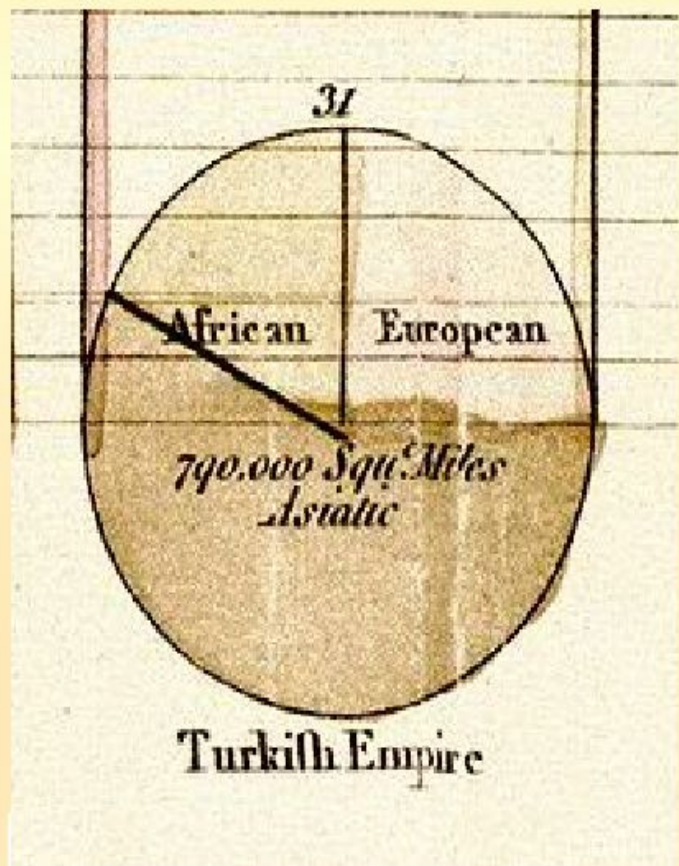 31
African European
790.000 Squ.ᵉ Miles
Asiatic
Turkiſh Empire